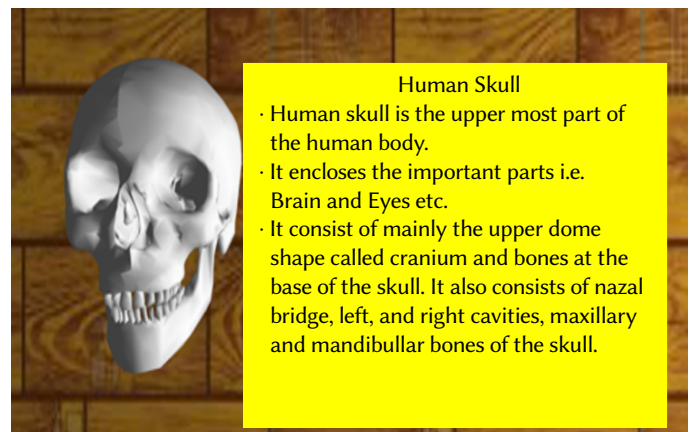 Human Skull
· Human skull is the upper most part of
the human body.
· It encloses the important parts i.e.
Brain and Eyes etc.
· It consist of mainly the upper dome
shape called cranium and bones at the
base of the skull. It also consists of nazal
bridge, left, and right cavities, maxillary
and mandibullar bones of the skull.